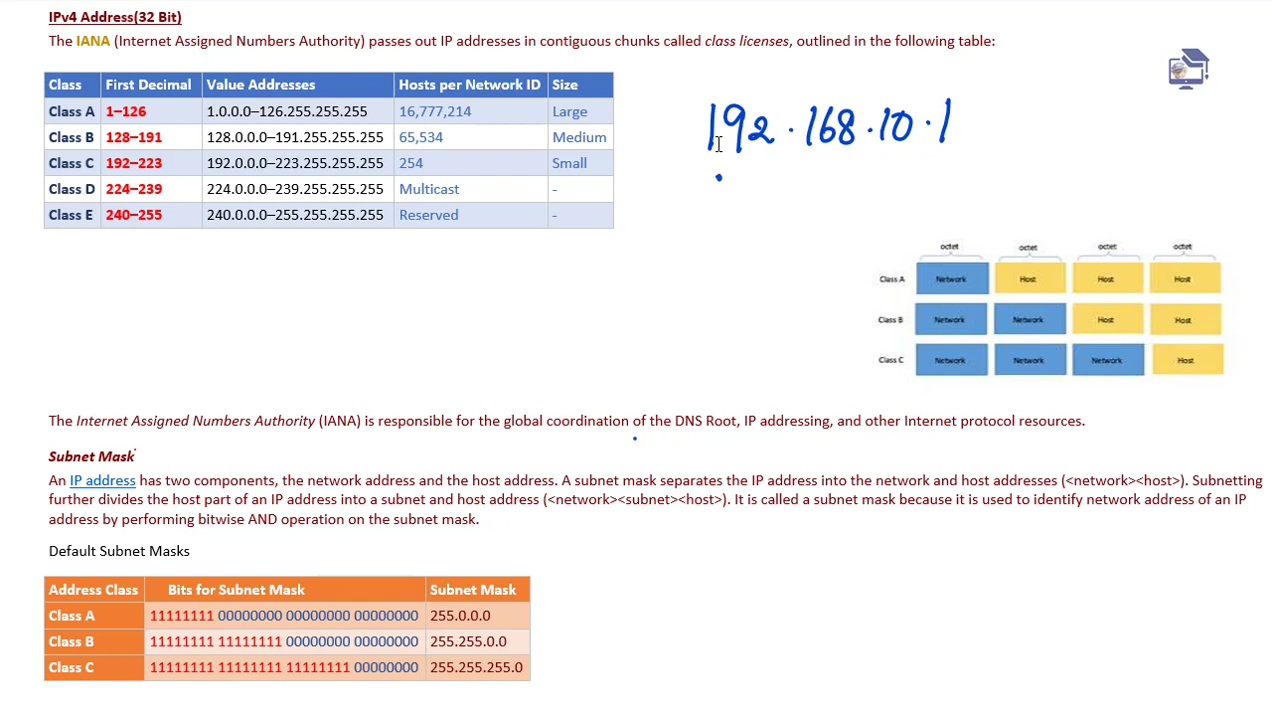 IPv4 Address(32 Bit)
The IANA (Internet Assigned Numbers Authority) passes out IP addresses in contiguous chunks called class licenses, outlined in the following table:
Class First Decimal Value Addresses Hosts per Network ID Size
Class A 1–126 1.0.0.0–126.255.255.255 16,777,214 Large
Class B 128–191 128.0.0.0–191.255.255.255 65,534 Medium
Class C 192–223 192.0.0.0–223.255.255.255 254 Small
Class D 224–239 224.0.0.0–239.255.255.255 Multicast -
Class E 240–255 240.0.0.0–255.255.255.255 Reserved -
192.168.10.1
octet octet octet octet
Class A Network Host Host Host
Class B Network Network Host Host
Class C Network Network Network Host
The Internet Assigned Numbers Authority (IANA) is responsible for the global coordination of the DNS Root, IP addressing, and other Internet protocol resources.
Subnet Mask
An IP address has two components, the network address and the host address. A subnet mask separates the IP address into the network and host addresses (<network><host>). Subnetting
further divides the host part of an IP address into a subnet and host address (<network><subnet><host>). It is called a subnet mask because it is used to identify network address of an IP
address by performing bitwise AND operation on the subnet mask.
Default Subnet Masks
Address Class Bits for Subnet Mask Subnet Mask
Class A 11111111 00000000 00000000 00000000 255.0.0.0
Class B 11111111 11111111 00000000 00000000 255.255.0.0
Class C 11111111 11111111 11111111 00000000 255.255.255.0